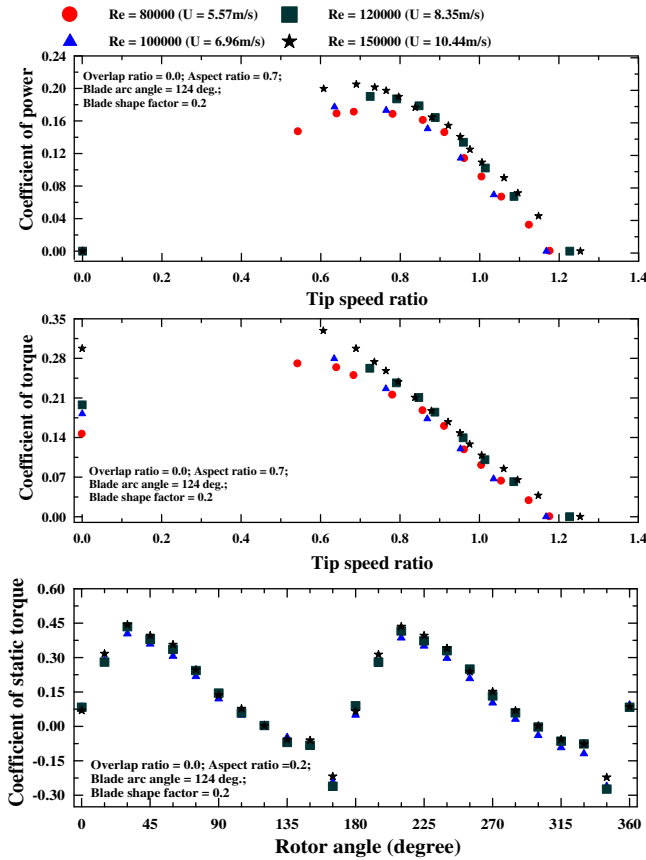 Re = 80000 (U = 5.57m/s)
Re = 120000 (U = 8.35m/s)
Re = 100000 (U = 6.96m/s)
Re = 150000 (U = 10.44m/s)
Coefficient of power
0.20
0.16
0.12
0.08
0.04
0.00
Overlap ratio = 0.0; Aspect ratio = 0.7;
Blade arc angle = 124 deg.;
Blade shape factor = 0.2
0.0 0.2 0.4 0.6 0.8 1.0 1.2 1.4
Tip speed ratio
Coefficient of torque
0.35
0.28
0.21
0.14
0.07
0.00
Overlap ratio = 0.0; Aspect ratio = 0.7;
Blade arc angle = 124 deg.;
Blade shape factor = 0.2
0.0 0.2 0.4 0.6 0.8 1.0 1.2 1.4
Tip speed ratio
Coefficient of static torque
0.60
0.45
0.30
0.15
0.00
-0.15
-0.30
Overlap ratio = 0.0; Aspect ratio =0.2;
Blade arc angle = 124 deg.;
Blade shape factor = 0.2
0 45 90 135 180 225 270 315 360
Rotor angle (degree)